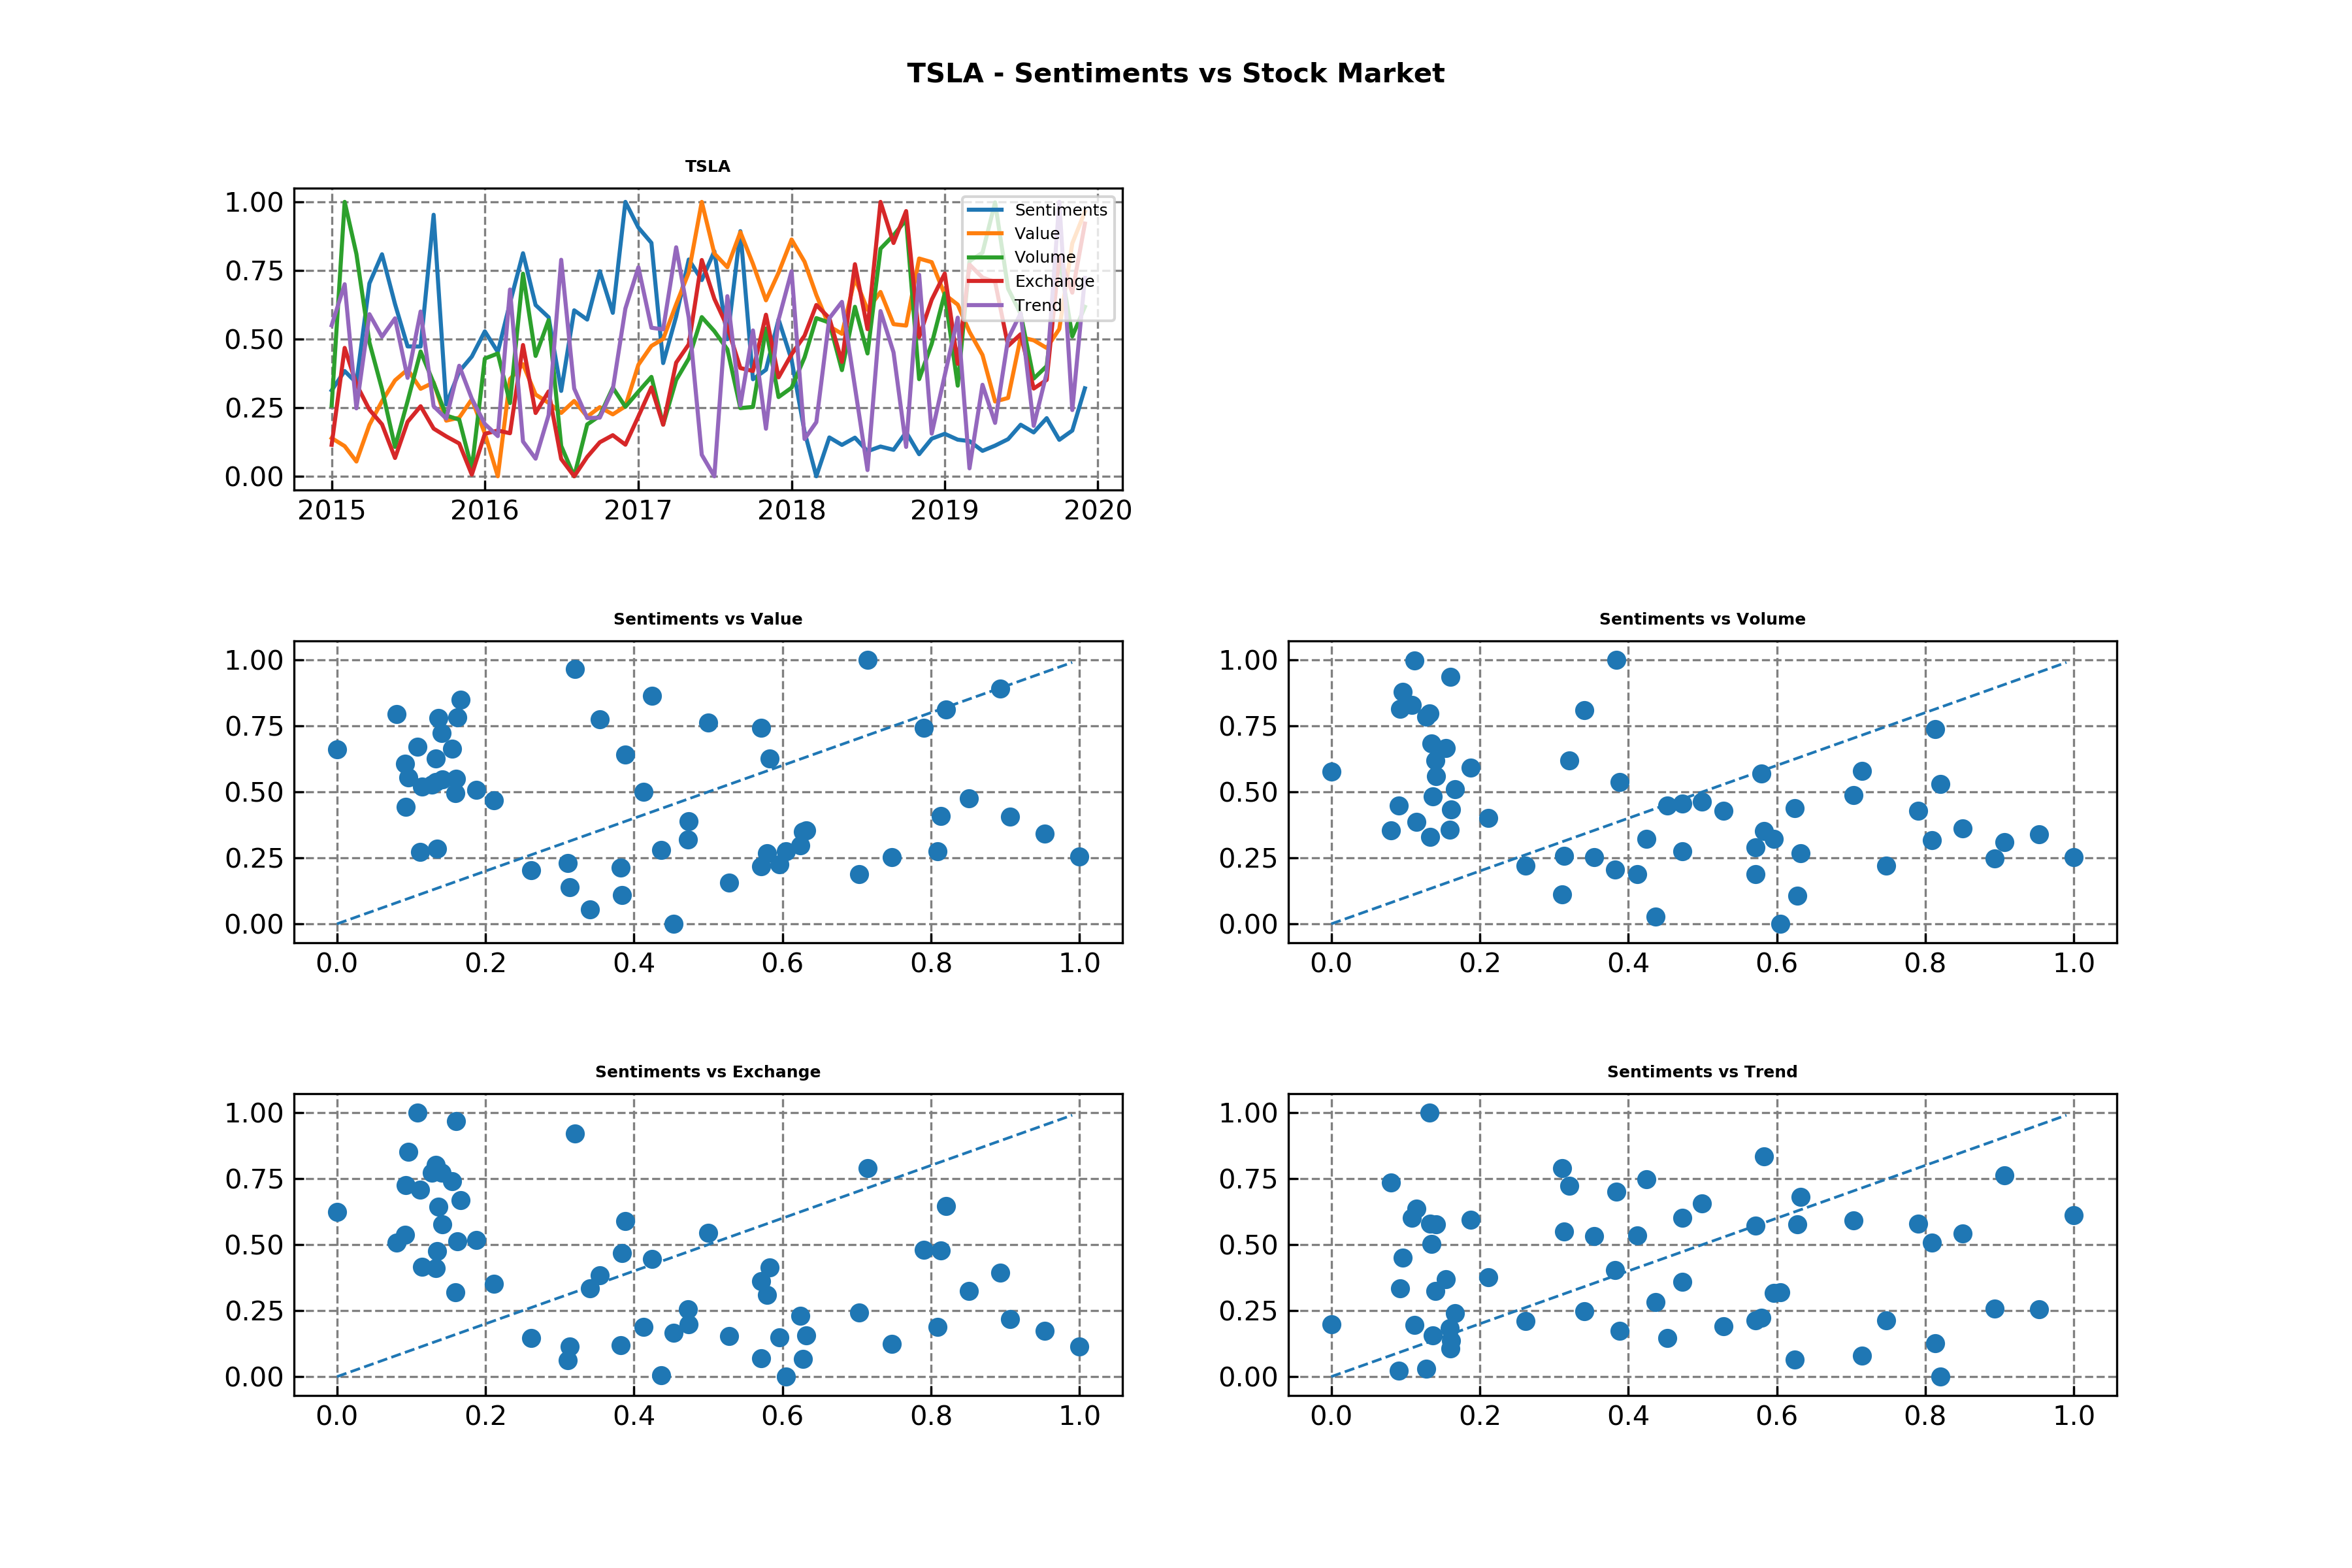 TSLA - Sentiments vs Stock Market
TSLA
1.00
0.75
0.50
0.25
0.00
2015 2016 2017 2018 2019 2020
Sentiments
Value
Volume
Exchange
Trend
Sentiments vs Value
1.00
0.75
0.50
0.25
0.00
0.0 0.2 0.4 0.6 0.8 1.0
Sentiments vs Volume
1.00
0.75
0.50
0.25
0.00
0.0 0.2 0.4 0.6 0.8 1.0
Sentiments vs Exchange
1.00
0.75
0.50
0.25
0.00
0.0 0.2 0.4 0.6 0.8 1.0
Sentiments vs Trend
1.00
0.75
0.50
0.25
0.00
0.0 0.2 0.4 0.6 0.8 1.0